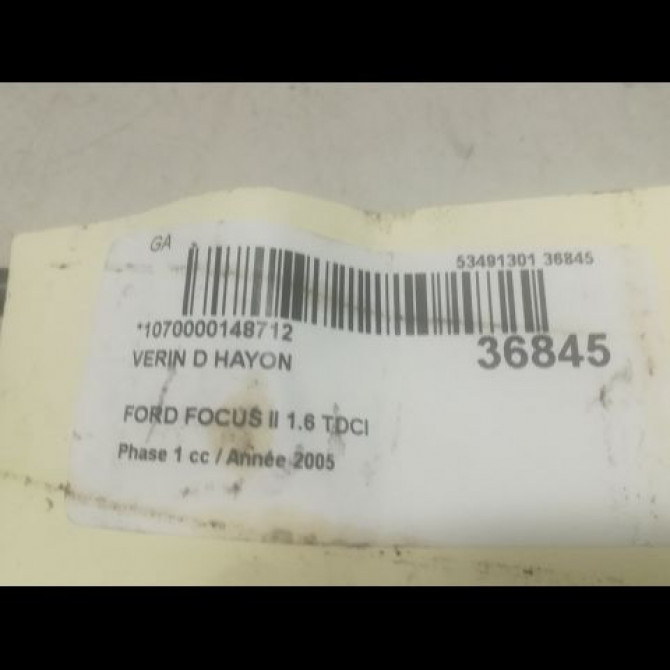 GA
53491301 36845
*1070000148712
36845
VERIN D HAYON
FORD FOCUS II 1.6 TDCI
Phase 1 cc / Année 2005